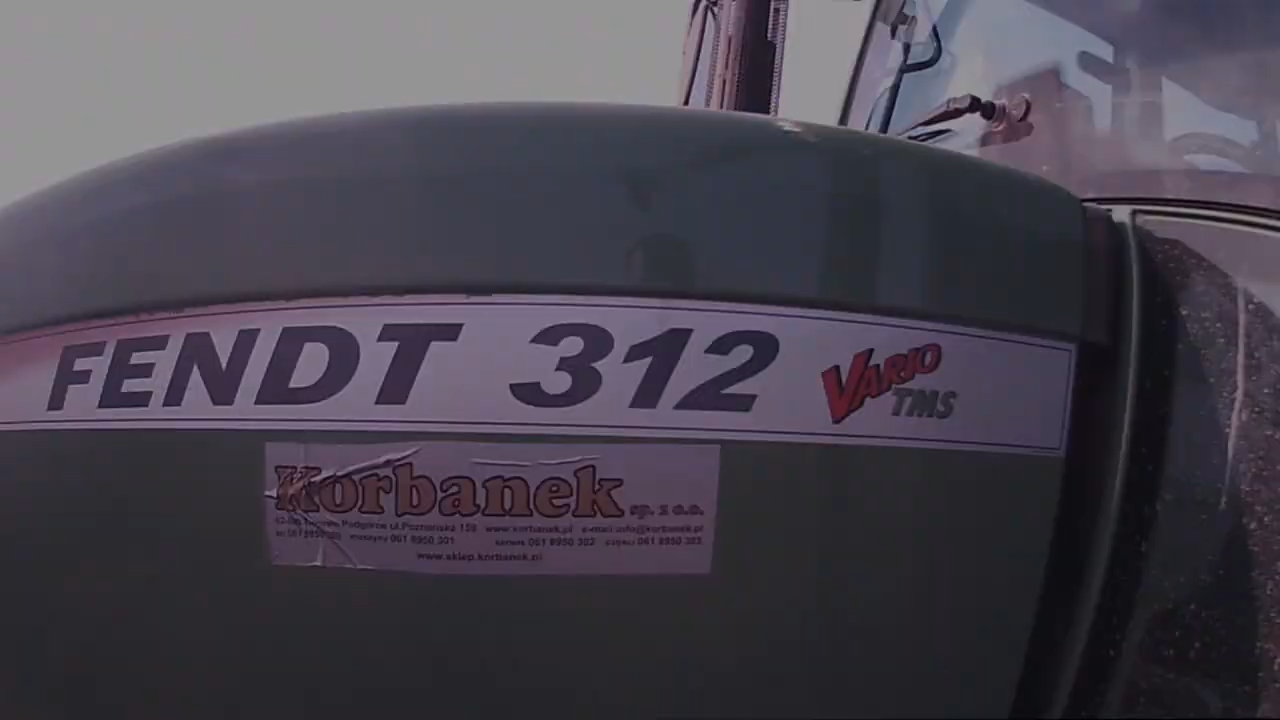 FENDT 312 VARIO TMS
Korbanek sp. z o.o.
Podgórne ul.Poznańska 159 www.korbanek.pl e-mail:info@korbanek.pl
maszyny 061 8950 301 serwis 061 8950 302 części 061 8950 303
www.sklep.korbanek.pl